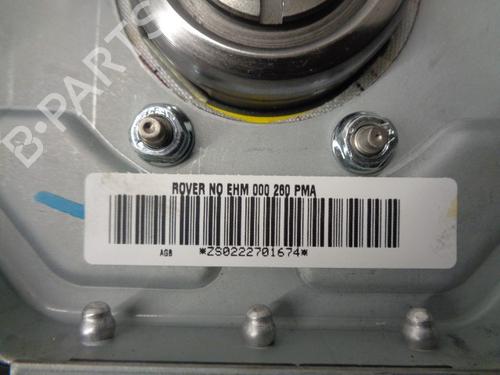 B-PARTS
ROVER NO EHM 000 260 PMA
AGB
*ZS0222701674*